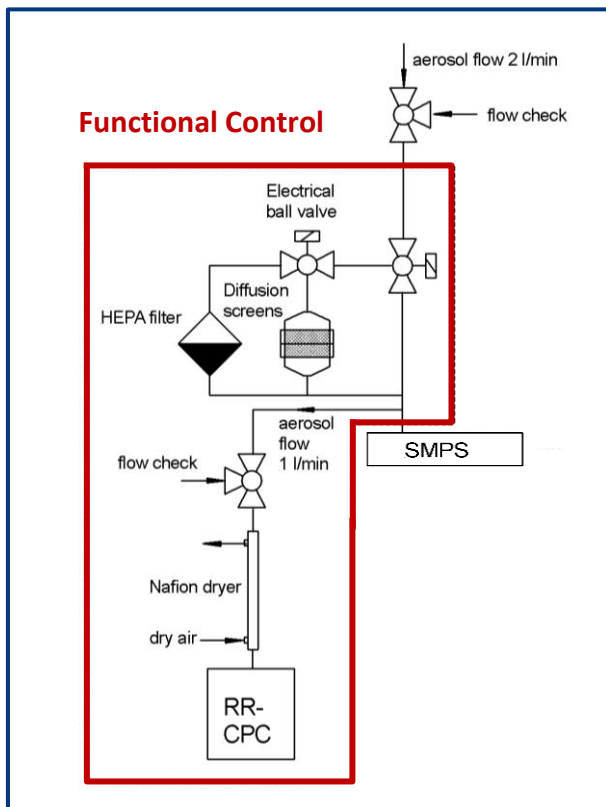 aerosol flow 2 l/min
flow check
Functional Control
Electrical
ball valve
Diffusion
screens
HEPA filter
aerosol
flow
1 l/min
SMPS
flow check
Nafion dryer
dry air
RR-
CPC